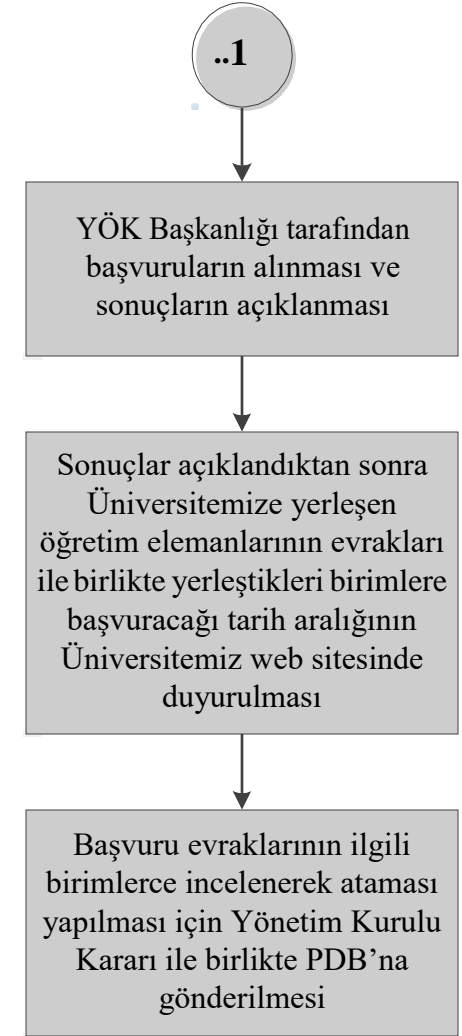 ..1
YÖK Başkanlığı tarafından
başvuruların alınması ve
sonuçların açıklanması
Sonuçlar açıklandıktan sonra
Üniversitemize yerleşen
öğretim elemanlarının evrakları
ile birlikte yerleştikleri birimlere
başvuracağı tarih aralığının
Üniversitemiz web sitesinde
duyurulması
Başvuru evraklarının ilgili
birimlerce incelenerek ataması
yapılması için Yönetim Kurulu
Kararı ile birlikte PDB’na
gönderilmesi